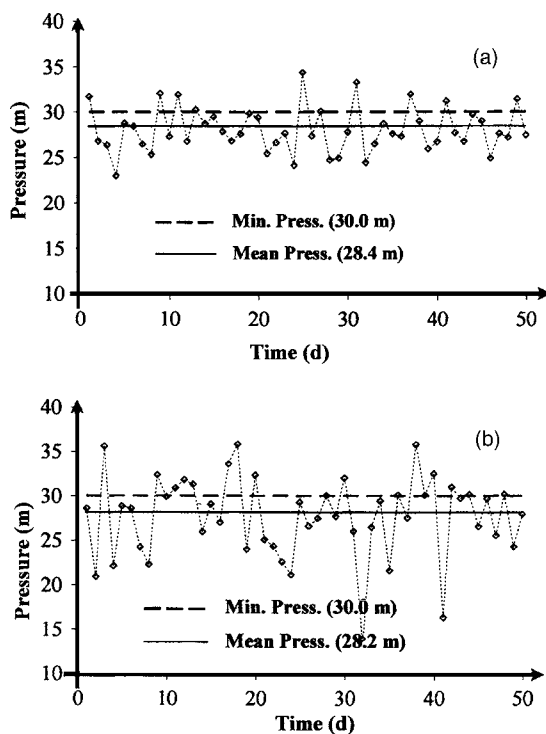 40
(a)
35
30
25
20
15
10
Pressure (m)
Min. Press. (30.0 m)
Mean Press. (28.4 m)
0 10 20 30 40 50
Time (d)
40
(b)
35
30
25
20
15
10
Pressure (m)
Min. Press. (30.0 m)
Mean Press. (28.2 m)
0 10 20 30 40 50
Time (d)